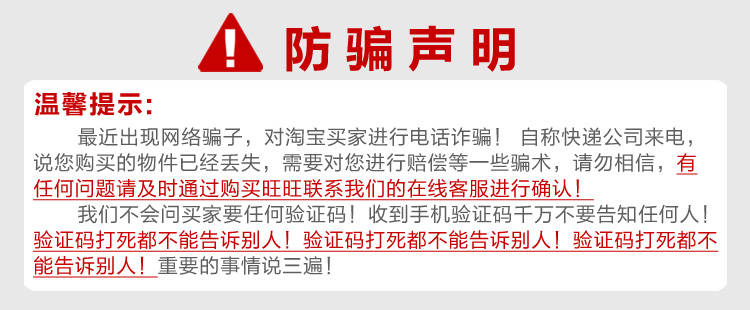 防骗声明
温馨提示:
最近出现网络骗子，对淘宝买家进行电话诈骗！ 自称快递公司来电，
说您购买的物件已经丢失，需要对您进行赔偿等一些骗术，请勿相信，有
任何问题请及时通过购买旺旺联系我们的在线客服进行确认！
我们不会问买家要任何验证码！收到手机验证码千万不要告知任何人！
验证码打死都不能告诉别人！验证码打死都不能告诉别人！验证码打死都不
能告诉别人！重要的事情说三遍！